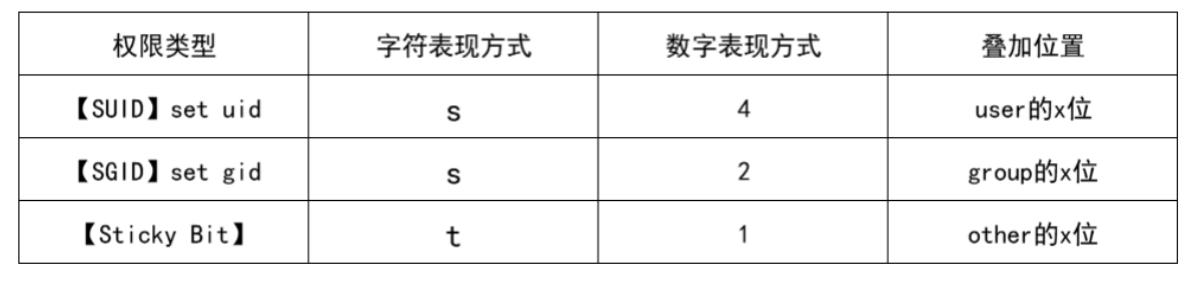 权限类型 字符表现方式 数字表现方式 叠加位置
【SUID】set uid s 4 user的x位
【SGID】set gid s 2 group的x位
【Sticky Bit】 t 1 other的x位